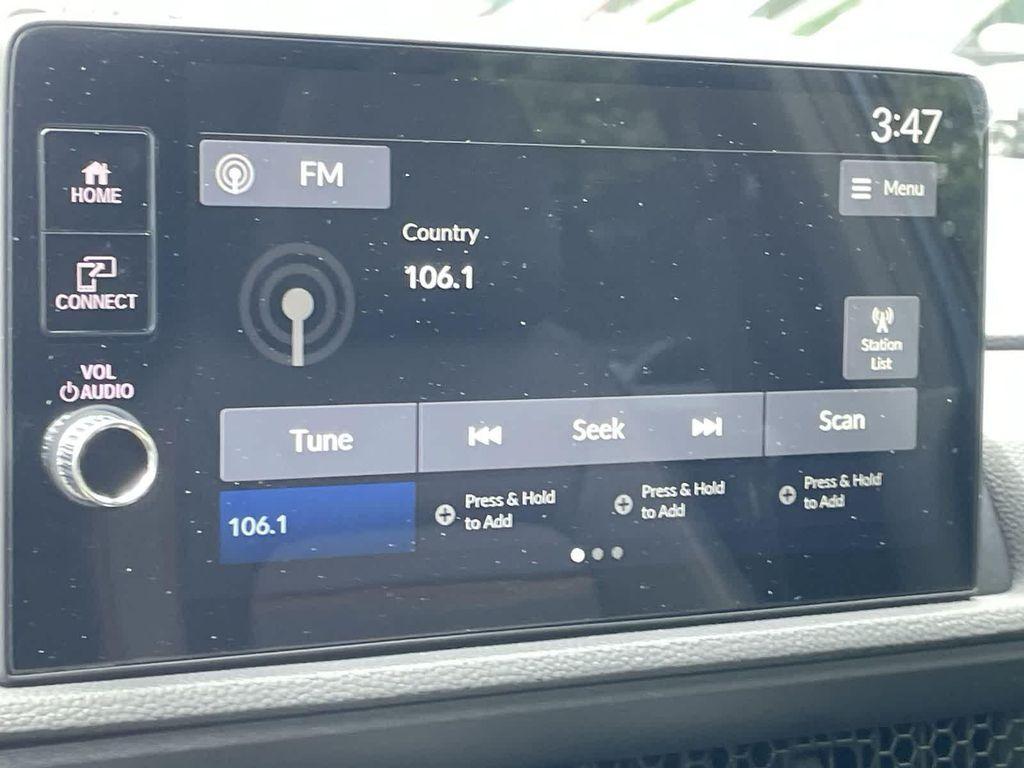 3:47
HOME
CONNECT
VOL
AUDIO
FM
Menu
Country
106.1
Station
List
Tune
Seek
Scan
106.1
Press & Hold
to Add
Press & Hold
to Add
Press & Hold
to Add